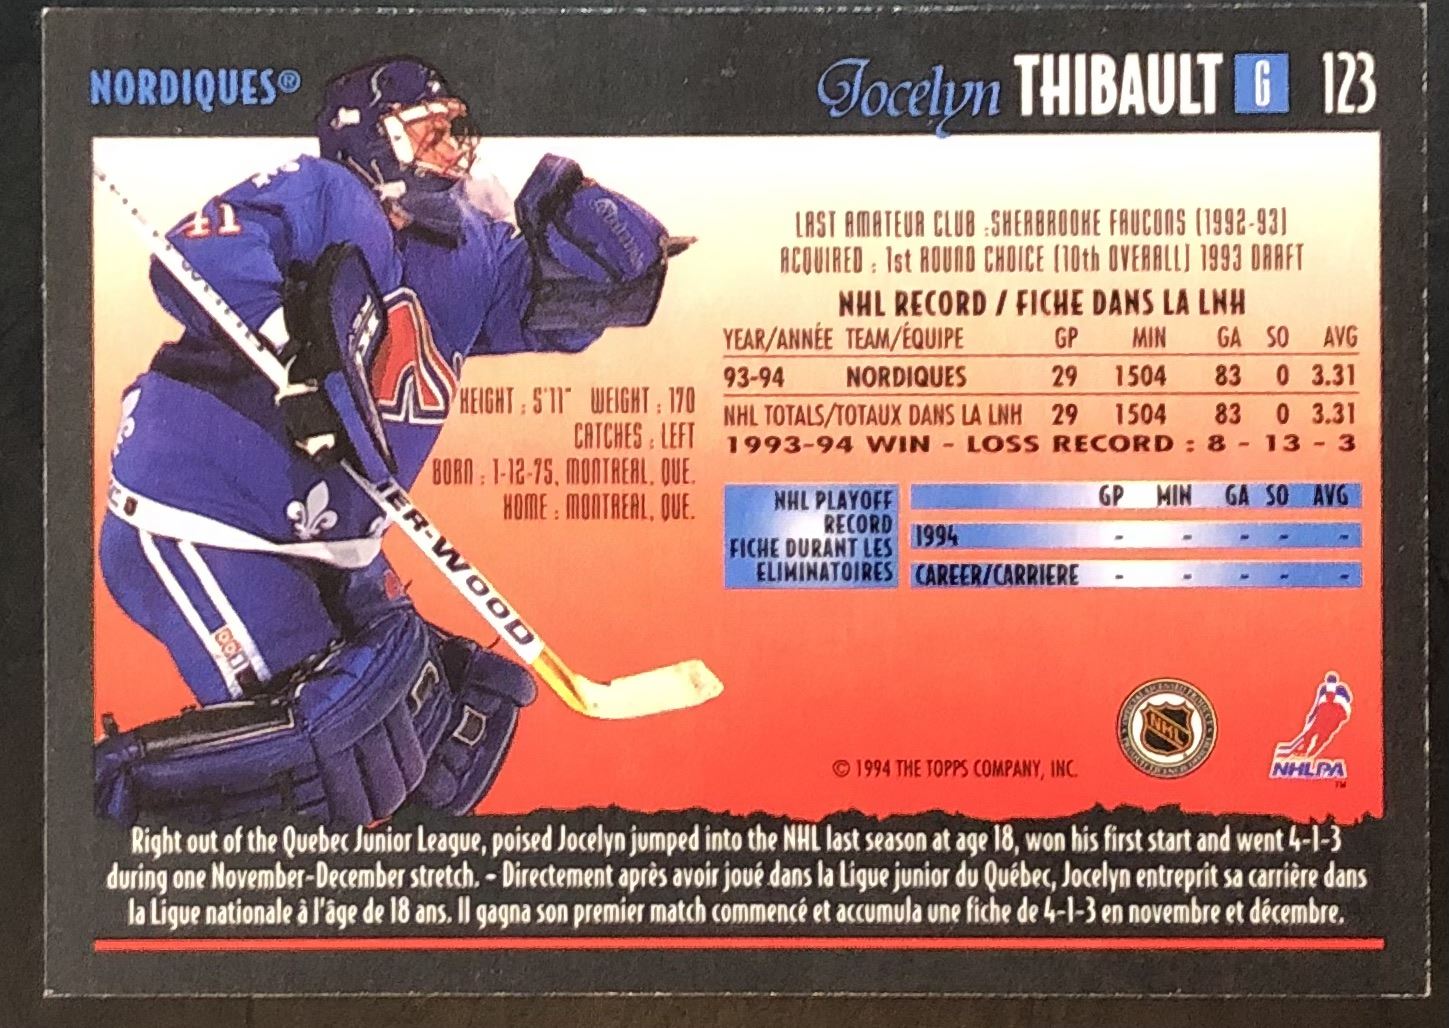 NORDIQUES®
Jocelyn THIBAULT G 123
41
LAST AMATEUR CLUB : SHERBROOKE FAUCONS (1992-93)
ACQUIRED : 1st ROUND CHOICE (10th OVERALL) 1993 DRAFT
NHL RECORD / FICHE DANS LA LNH
YEAR/ANNÉE TEAM/ÉQUIPE GP MIN GA SO AVG
93-94 NORDIQUES 29 1504 83 0 3.31
NHL TOTALS/TOTAUX DANS LA LNH 29 1504 83 0 3.31
1993-94 WIN - LOSS RECORD : 8 - 13 - 3
HEIGHT : 5'11" WEIGHT : 170
CATCHES : LEFT
BORN : 1-12-75, MONTREAL, QUE.
HOME : MONTREAL, QUE.
IER-WOOD
NHL PLAYOFF
RECORD
FICHE DURANT LES
ELIMINATOIRES
GP MIN GA SO AVG
1994 - - - - -
CAREER/CARRIERE - - - - -
© 1994 THE TOPPS COMPANY, INC.
NHL
NHLPA™
Right out of the Quebec Junior League, poised Jocelyn jumped into the NHL last season at age 18, won his first start and went 4-1-3
during one November-December stretch. - Directement après avoir joué dans la Ligue junior du Québec, Jocelyn entreprit sa carrière dans
la Ligue nationale à l'âge de 18 ans. Il gagna son premier match commencé et accumula une fiche de 4-1-3 en novembre et décembre.